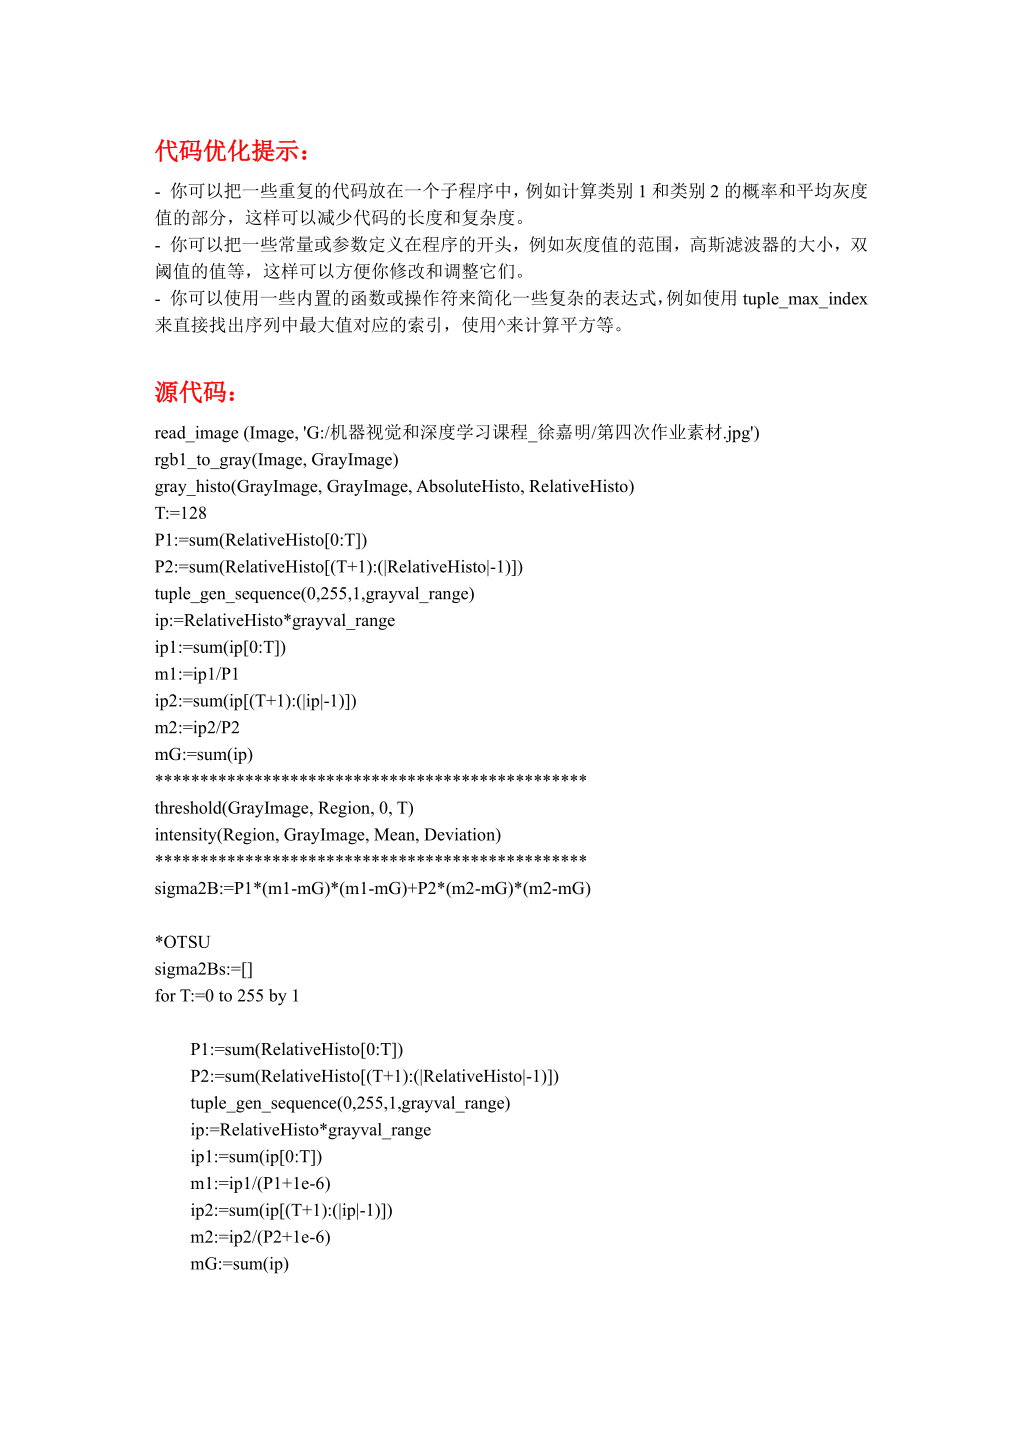 代码优化提示：
- 你可以把一些重复的代码放在一个子程序中，例如计算类别 1 和类别 2 的概率和平均灰度
值的部分，这样可以减少代码的长度和复杂度。
- 你可以把一些常量或参数定义在程序的开头，例如灰度值的范围，高斯滤波器的大小，双
阈值的值等，这样可以方便你修改和调整它们。
- 你可以使用一些内置的函数或操作符来简化一些复杂的表达式，例如使用 tuple_max_index
来直接找出序列中最大值对应的索引，使用^来计算平方等。
源代码：
read_image (Image, 'G:/机器视觉和深度学习课程_徐嘉明/第四次作业素材.jpg')
rgb1_to_gray(Image, GrayImage)
gray_histo(GrayImage, GrayImage, AbsoluteHisto, RelativeHisto)
T:=128
P1:=sum(RelativeHisto[0:T])
P2:=sum(RelativeHisto[(T+1):(|RelativeHisto|-1)])
tuple_gen_sequence(0,255,1,grayval_range)
ip:=RelativeHisto*grayval_range
ip1:=sum(ip[0:T])
m1:=ip1/P1
ip2:=sum(ip[(T+1):(|ip|-1)])
m2:=ip2/P2
mG:=sum(ip)
************************************************
threshold(GrayImage, Region, 0, T)
intensity(Region, GrayImage, Mean, Deviation)
************************************************
sigma2B:=P1*(m1-mG)*(m1-mG)+P2*(m2-mG)*(m2-mG)
*OTSU
sigma2Bs:=[]
for T:=0 to 255 by 1
P1:=sum(RelativeHisto[0:T])
P2:=sum(RelativeHisto[(T+1):(|RelativeHisto|-1)])
tuple_gen_sequence(0,255,1,grayval_range)
ip:=RelativeHisto*grayval_range
ip1:=sum(ip[0:T])
m1:=ip1/(P1+1e-6)
ip2:=sum(ip[(T+1):(|ip|-1)])
m2:=ip2/(P2+1e-6)
mG:=sum(ip)